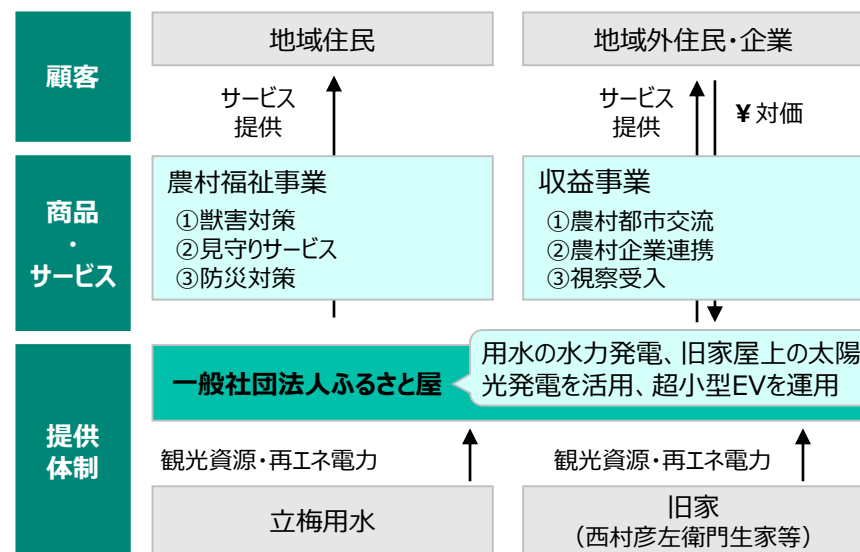 顧客
地域住民
地域外住民・企業
サービス
提供
サービス
提供
¥ 対価
商品
・
サービス
農村福祉事業
①獣害対策
②見守りサービス
③防災対策
収益事業
①農村都市交流
②農村企業連携
③視察受入
提供
体制
一般社団法人ふるさと屋
用水の水力発電、旧家屋上の太陽
光発電を活用、超小型EVを運用
観光資源・再エネ電力
観光資源・再エネ電力
立梅用水
旧家
（西村彦左衛門生家等）